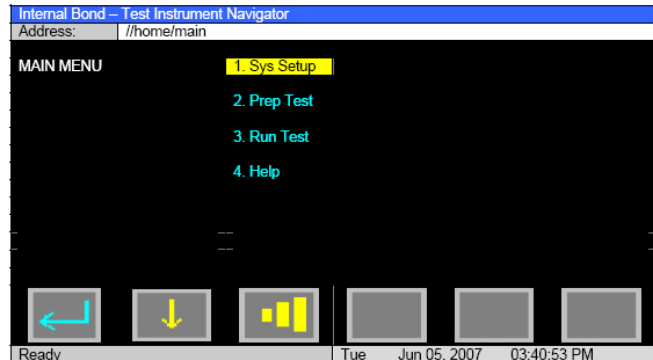 Internal Bond – Test Instrument Navigator
Address: //home/main
MAIN MENU
1. Sys Setup
2. Prep Test
3. Run Test
4. Help
Ready Tue Jun 05, 2007 03:40:53 PM